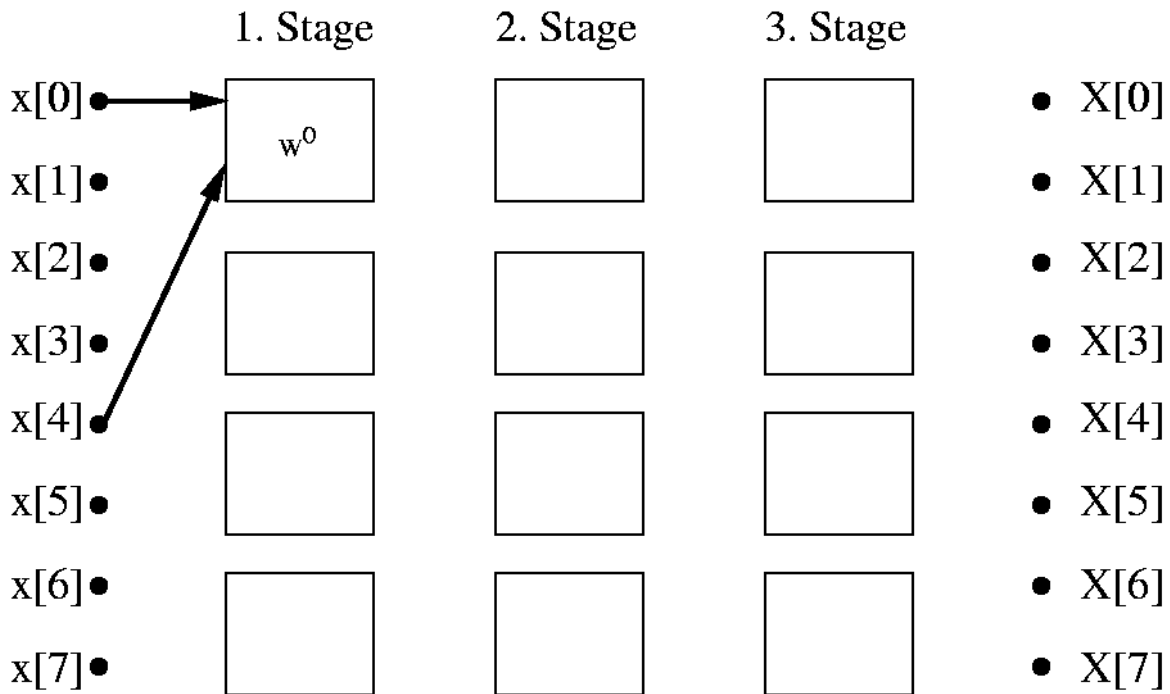 1. Stage 2. Stage 3. Stage
x[0] X[0]
w⁰
x[1] X[1]
x[2] X[2]
x[3] X[3]
x[4] X[4]
x[5] X[5]
x[6] X[6]
x[7] X[7]